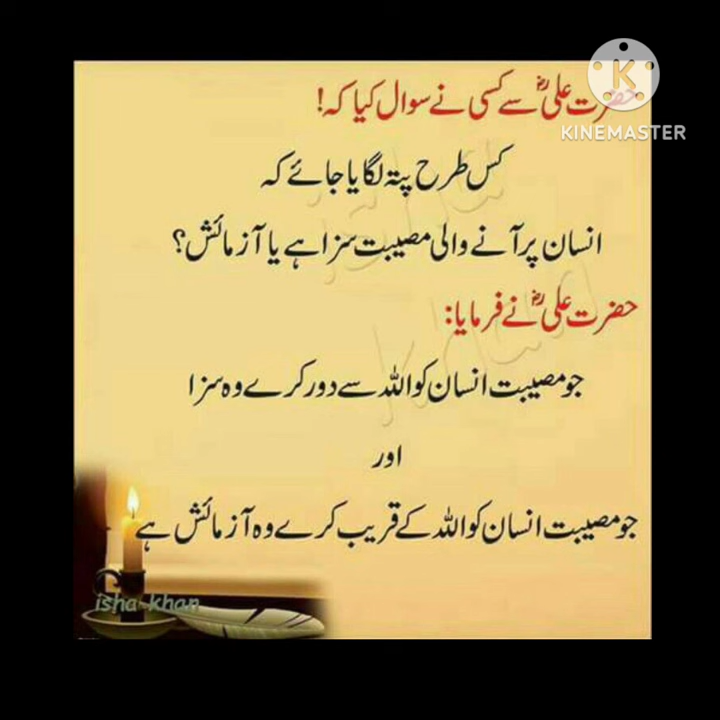 حضرت علیؓ سے کسی نے سوال کیا کہ!
KINEMASTER
کس طرح پتہ لگایا جائے کہ
انسان پر آنے والی مصیبت سزا ہے یا آزمائش؟
حضرت علیؓ نے فرمایا:
جو مصیبت انسان کو اللہ سے دور کرے وہ سزا
اور
جو مصیبت انسان کو اللہ کے قریب کرے وہ آزمائش ہے
isha khan